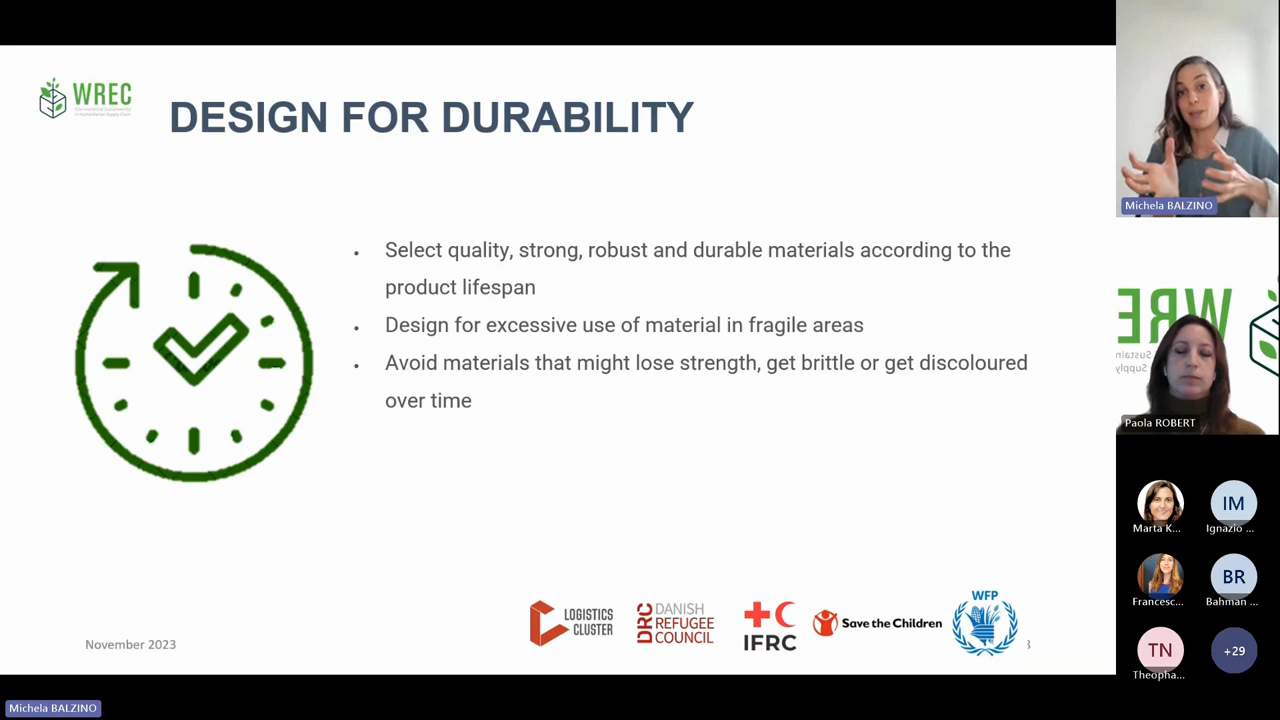 WREC
DESIGN FOR DURABILITY
Select quality, strong, robust and durable materials according to the
product lifespan
Design for excessive use of material in fragile areas
Avoid materials that might lose strength, get brittle or get discoloured
over time
November 2023
LOGISTICS
CLUSTER
DRC
DANISH
REFUGEE
COUNCIL
IFRC
Save the Children
WFP
Michela BALZINO
Michela BALZINO
Paola ROBERT
Marta K...
IM
Ignazio ...
Francesc...
BR
Bahman ...
TN
Theopha...
+29